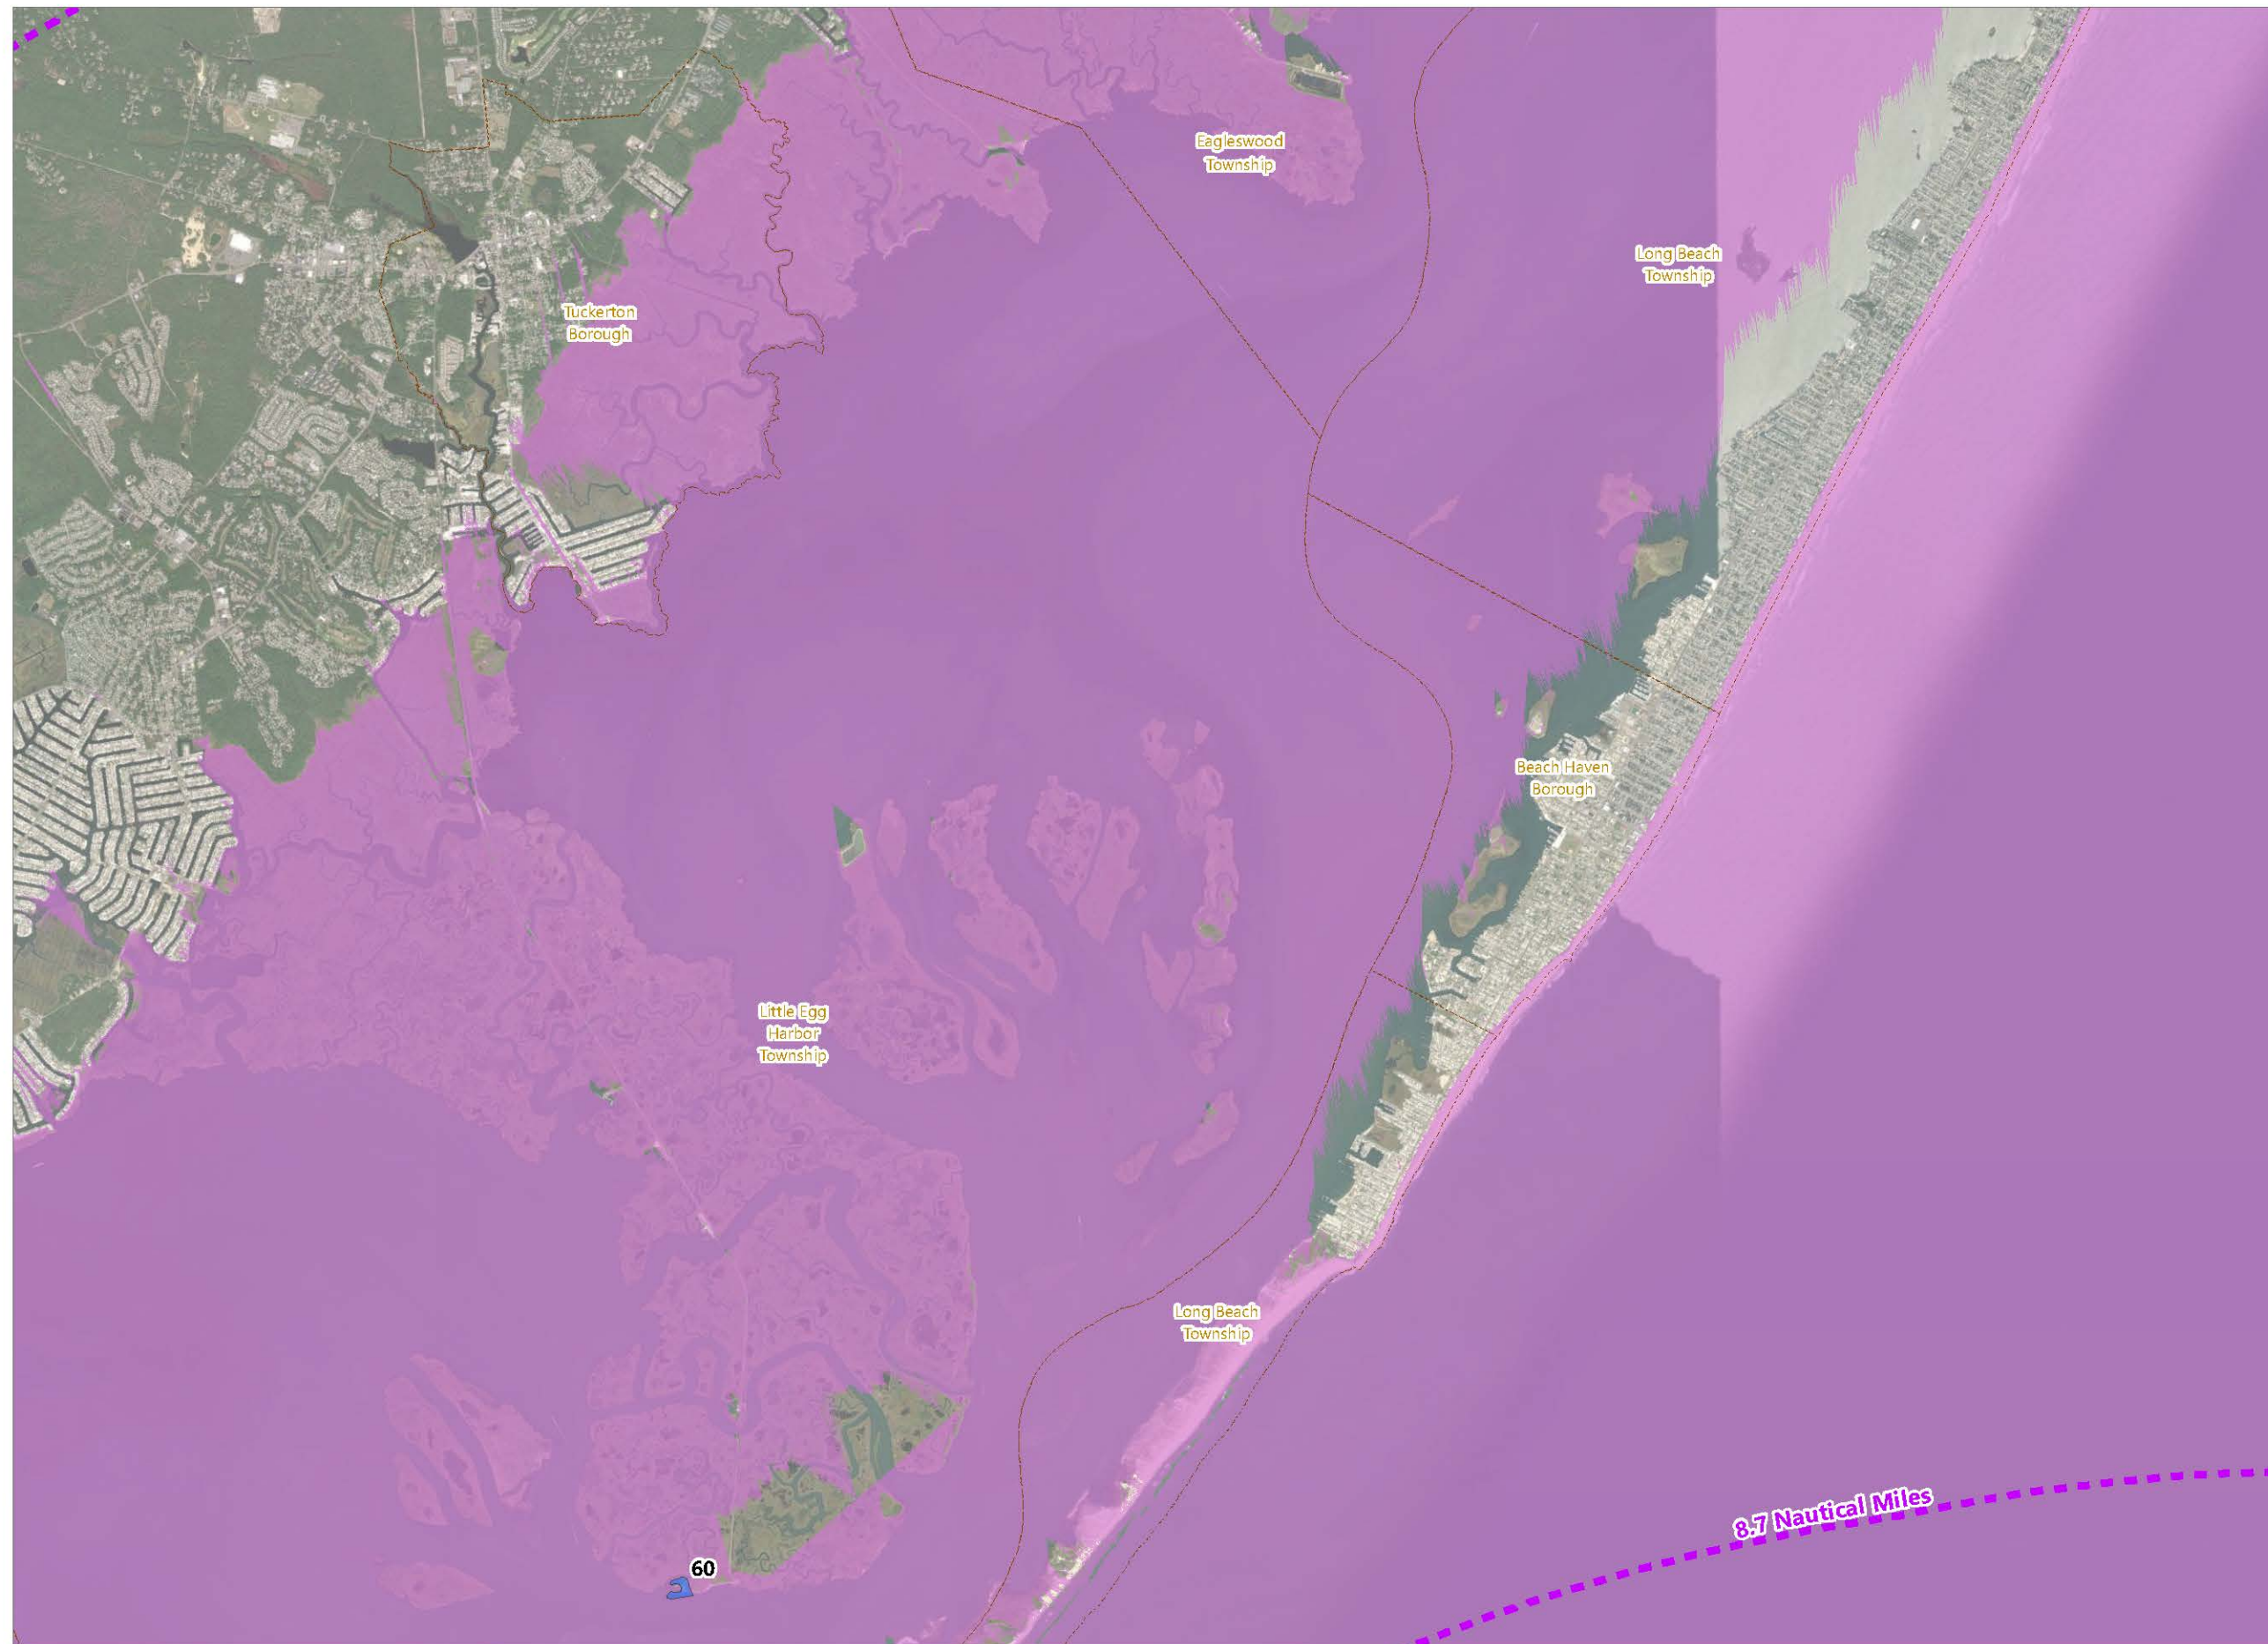 Eagleswood
Township
Long Beach
Township
Tuckerton
Borough
Beach Haven
Borough
Little Egg
Harbor
Township
Long Beach
Township
8.7 Nautical Miles
60